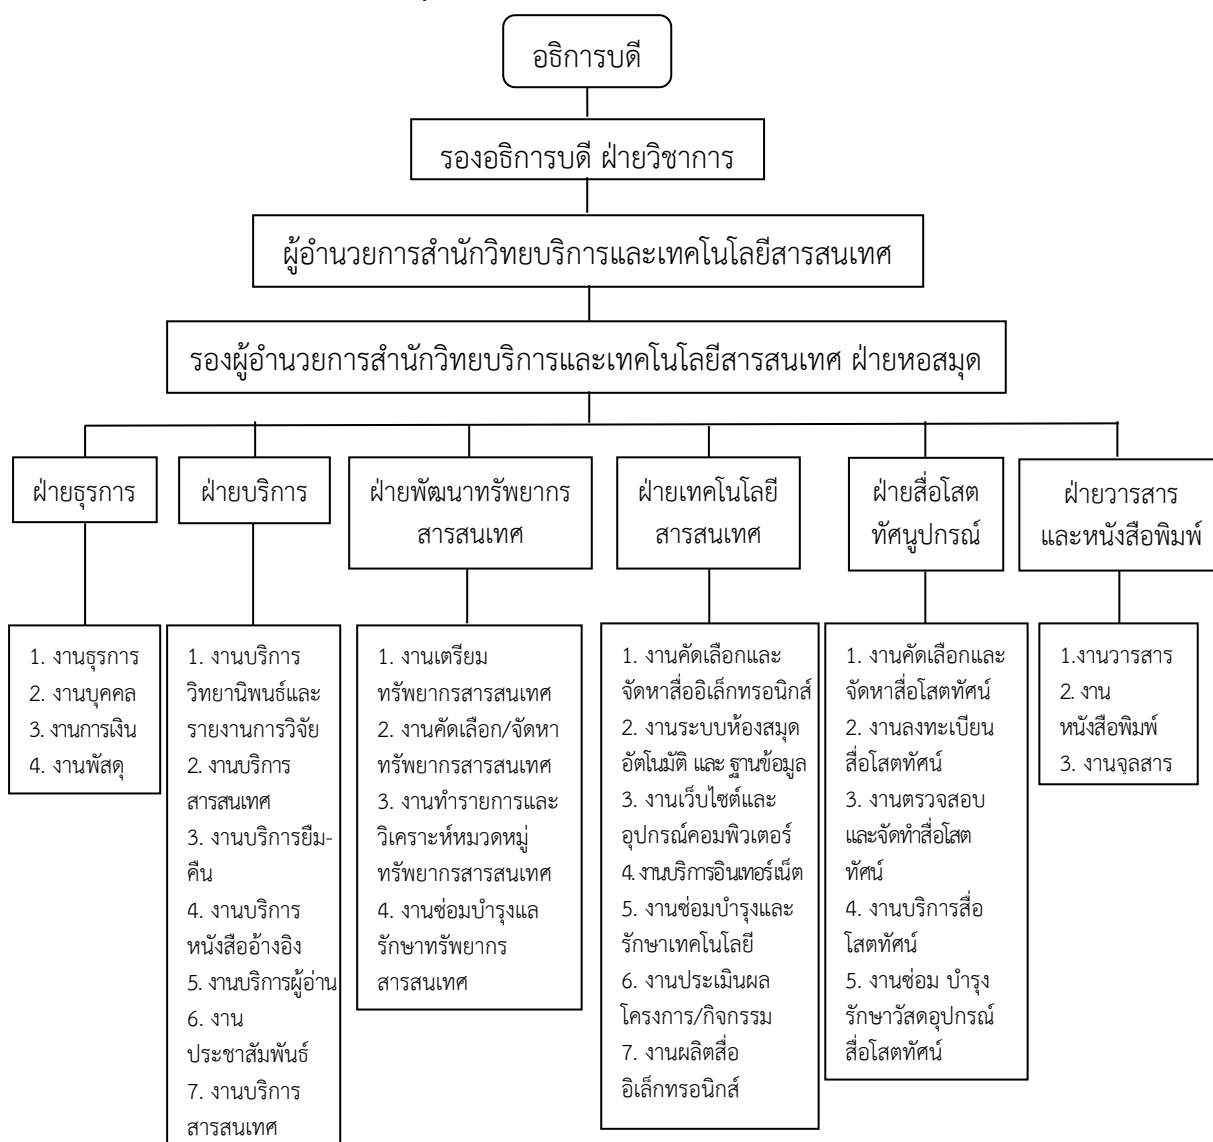 อธิการบดี
รองอธิการบดี ฝ่ายวิชาการ
ผู้อำนวยการสำนักวิทยบริการและเทคโนโลยีสารสนเทศ
รองผู้อำนวยการสำนักวิทยบริการและเทคโนโลยีสารสนเทศ ฝ่ายหอสมุด
ฝ่ายธุรการ
ฝ่ายบริการ
ฝ่ายพัฒนาทรัพยากร
สารสนเทศ
ฝ่ายเทคโนโลยี
สารสนเทศ
ฝ่ายสื่อโสต
ทัศนูปกรณ์
ฝ่ายวารสาร
และหนังสือพิมพ์
1. งานธุรการ
2. งานบุคคล
3. งานการเงิน
4. งานพัสดุ
1. งานบริการ
วิทยานิพนธ์และ
รายงานการวิจัย
2. งานบริการ
สารสนเทศ
3. งานบริการยืม-
คืน
4. งานบริการ
หนังสืออ้างอิง
5. งานบริการผู้อ่าน
6. งาน
ประชาสัมพันธ์
7. งานบริการ
สารสนเทศ
1. งานเตรียม
ทรัพยากรสารสนเทศ
2. งานคัดเลือก/จัดหา
ทรัพยากรสารสนเทศ
3. งานทำรายการและ
วิเคราะห์หมวดหมู่
ทรัพยากรสารสนเทศ
4. งานซ่อมบำรุงแล
รักษาทรัพยากร
สารสนเทศ
1. งานคัดเลือกและ
จัดหาสื่ออิเล็กทรอนิกส์
2. งานระบบห้องสมุด
อัตโนมัติ และ ฐานข้อมูล
3. งานเว็บไซต์และ
อุปกรณ์คอมพิวเตอร์
4. งานบริการอินเทอร์เน็ต
5. งานซ่อมบำรุงและ
รักษาเทคโนโลยี
6. งานประเมินผล
โครงการ/กิจกรรม
7. งานผลิตสื่อ
อิเล็กทรอนิกส์
1. งานคัดเลือกและ
จัดหาสื่อโสตทัศน์
2. งานลงทะเบียน
สื่อโสตทัศน์
3. งานตรวจสอบ
และจัดทำสื่อโสต
ทัศน์
4. งานบริการสื่อ
โสตทัศน์
5. งานซ่อม บำรุง
รักษาวัสดุอุปกรณ์
สื่อโสตทัศน์
1.งานวารสาร
2. งาน
หนังสือพิมพ์
3. งานจุลสาร